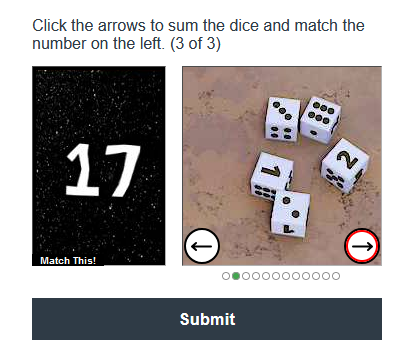 Click the arrows to sum the dice and match the
number on the left. (3 of 3)
17
Match This!
1
2
1
Submit